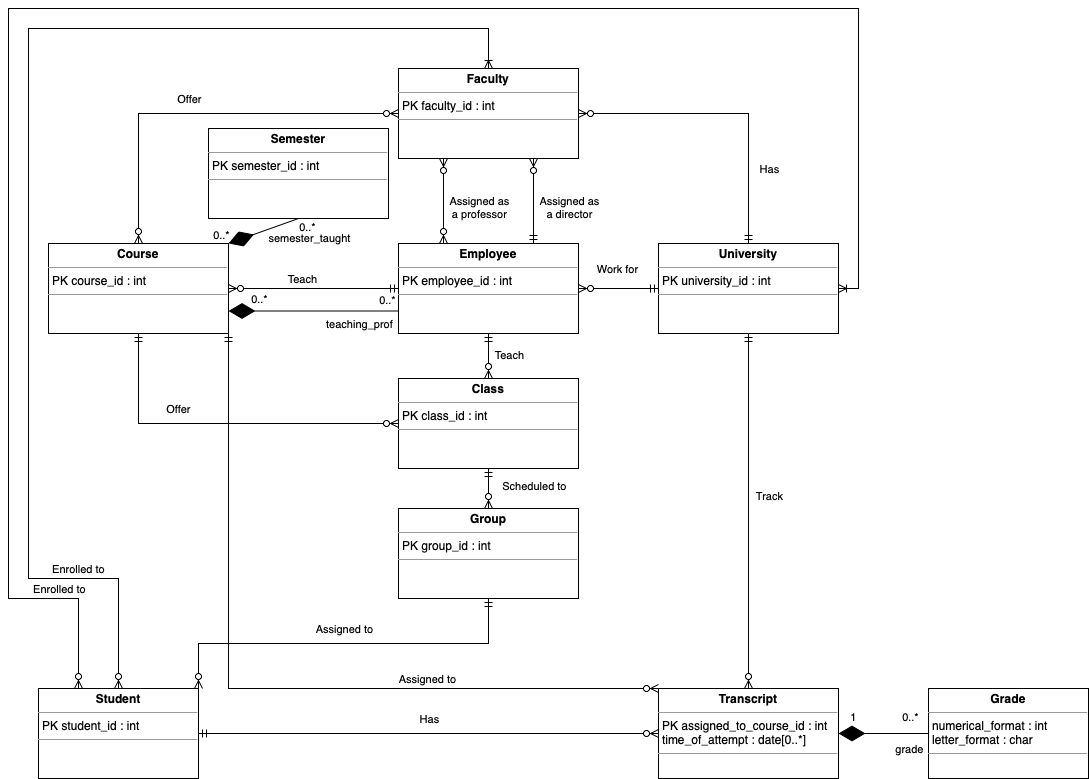 Faculty
PK faculty_id : int
Offer
Semester
PK semester_id : int
Has
Assigned as
a professor
Assigned as
a director
0..*
0..*
semester_taught
Course
PK course_id : int
Employee
PK employee_id : int
University
PK university_id : int
Teach
Work for
0..*
0..*
teaching_prof
Teach
Class
PK class_id : int
Offer
Scheduled to
Track
Group
PK group_id : int
Enrolled to
Enrolled to
Assigned to
Assigned to
Student
PK student_id : int
Has
Transcript
PK assigned_to_course_id : int
time_of_attempt : date[0..*]
1
0..*
grade
Grade
numerical_format : int
letter_format : char